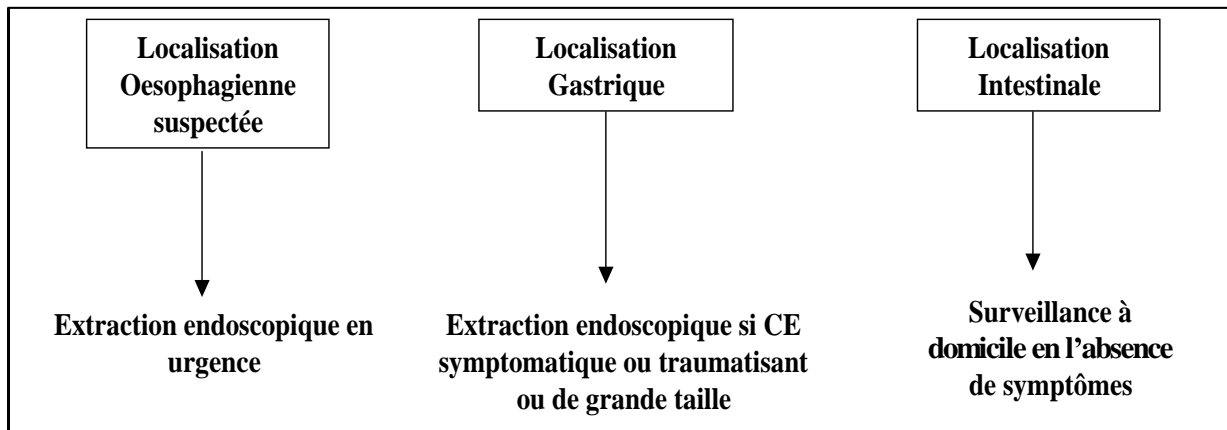 Localisation
Oesophagienne
suspectée
Extraction endoscopique en
urgence
Localisation
Gastrique
Extraction endoscopique si CE
symptomatique ou traumatisant
ou de grande taille
Localisation
Intestinale
Surveillance à
domicile en l’absence
de symptômes